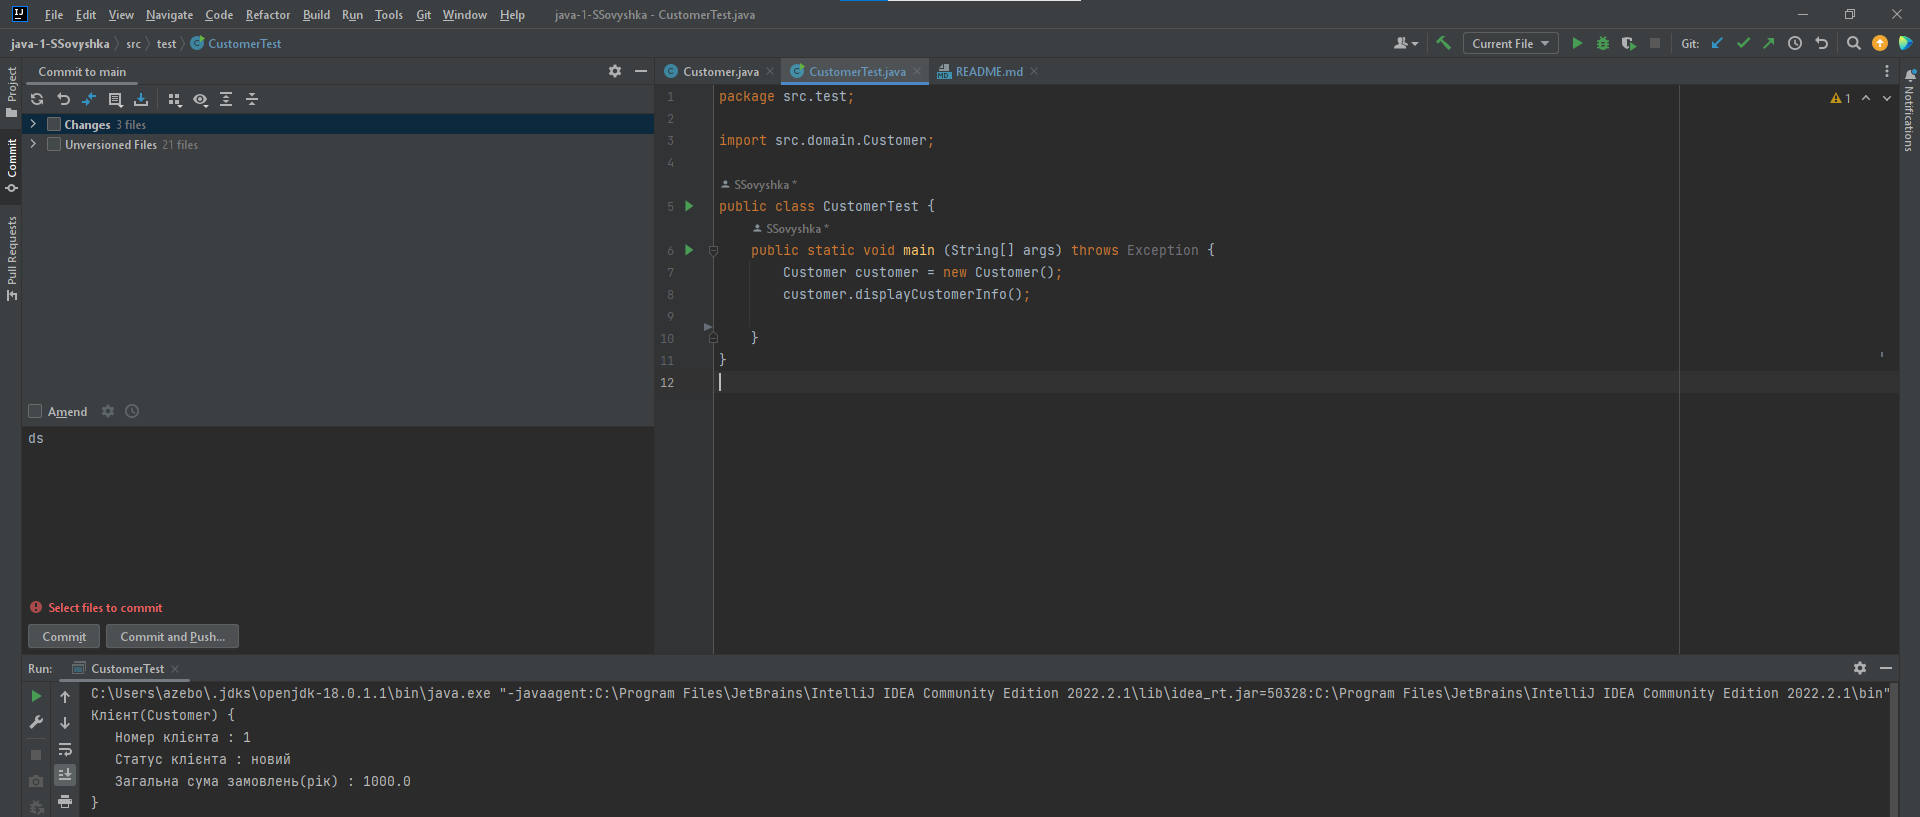 IJ File Edit View Navigate Code Refactor Build Run Tools Git Window Help java-1-SSovyshka - CustomerTest.java
java-1-SSovyshka src test CustomerTest Current File Git:
Project
Commit
Pull Requests
Commit to main
Changes 3 files
Unversioned Files 21 files
Amend
ds
Select files to commit
Commit Commit and Push...
Customer.java CustomerTest.java README.md
1 package src.test;
2
3 import src.domain.Customer;
4
SSovyshka *
5 public class CustomerTest {
SSovyshka *
6 public static void main (String[] args) throws Exception {
7 Customer customer = new Customer();
8 customer.displayCustomerInfo();
9
10 }
11 }
12
1
Notifications
Run: CustomerTest
C:\Users\azebo\.jdks\openjdk-18.0.1.1\bin\java.exe "-javaagent:C:\Program Files\JetBrains\IntelliJ IDEA Community Edition 2022.2.1\lib\idea_rt.jar=50328:C:\Program Files\JetBrains\IntelliJ IDEA Community Edition 2022.2.1\bin"
Клієнт(Customer) {
Номер клієнта : 1
Статус клієнта : новий
Загальна сума замовлень(рік) : 1000.0
}